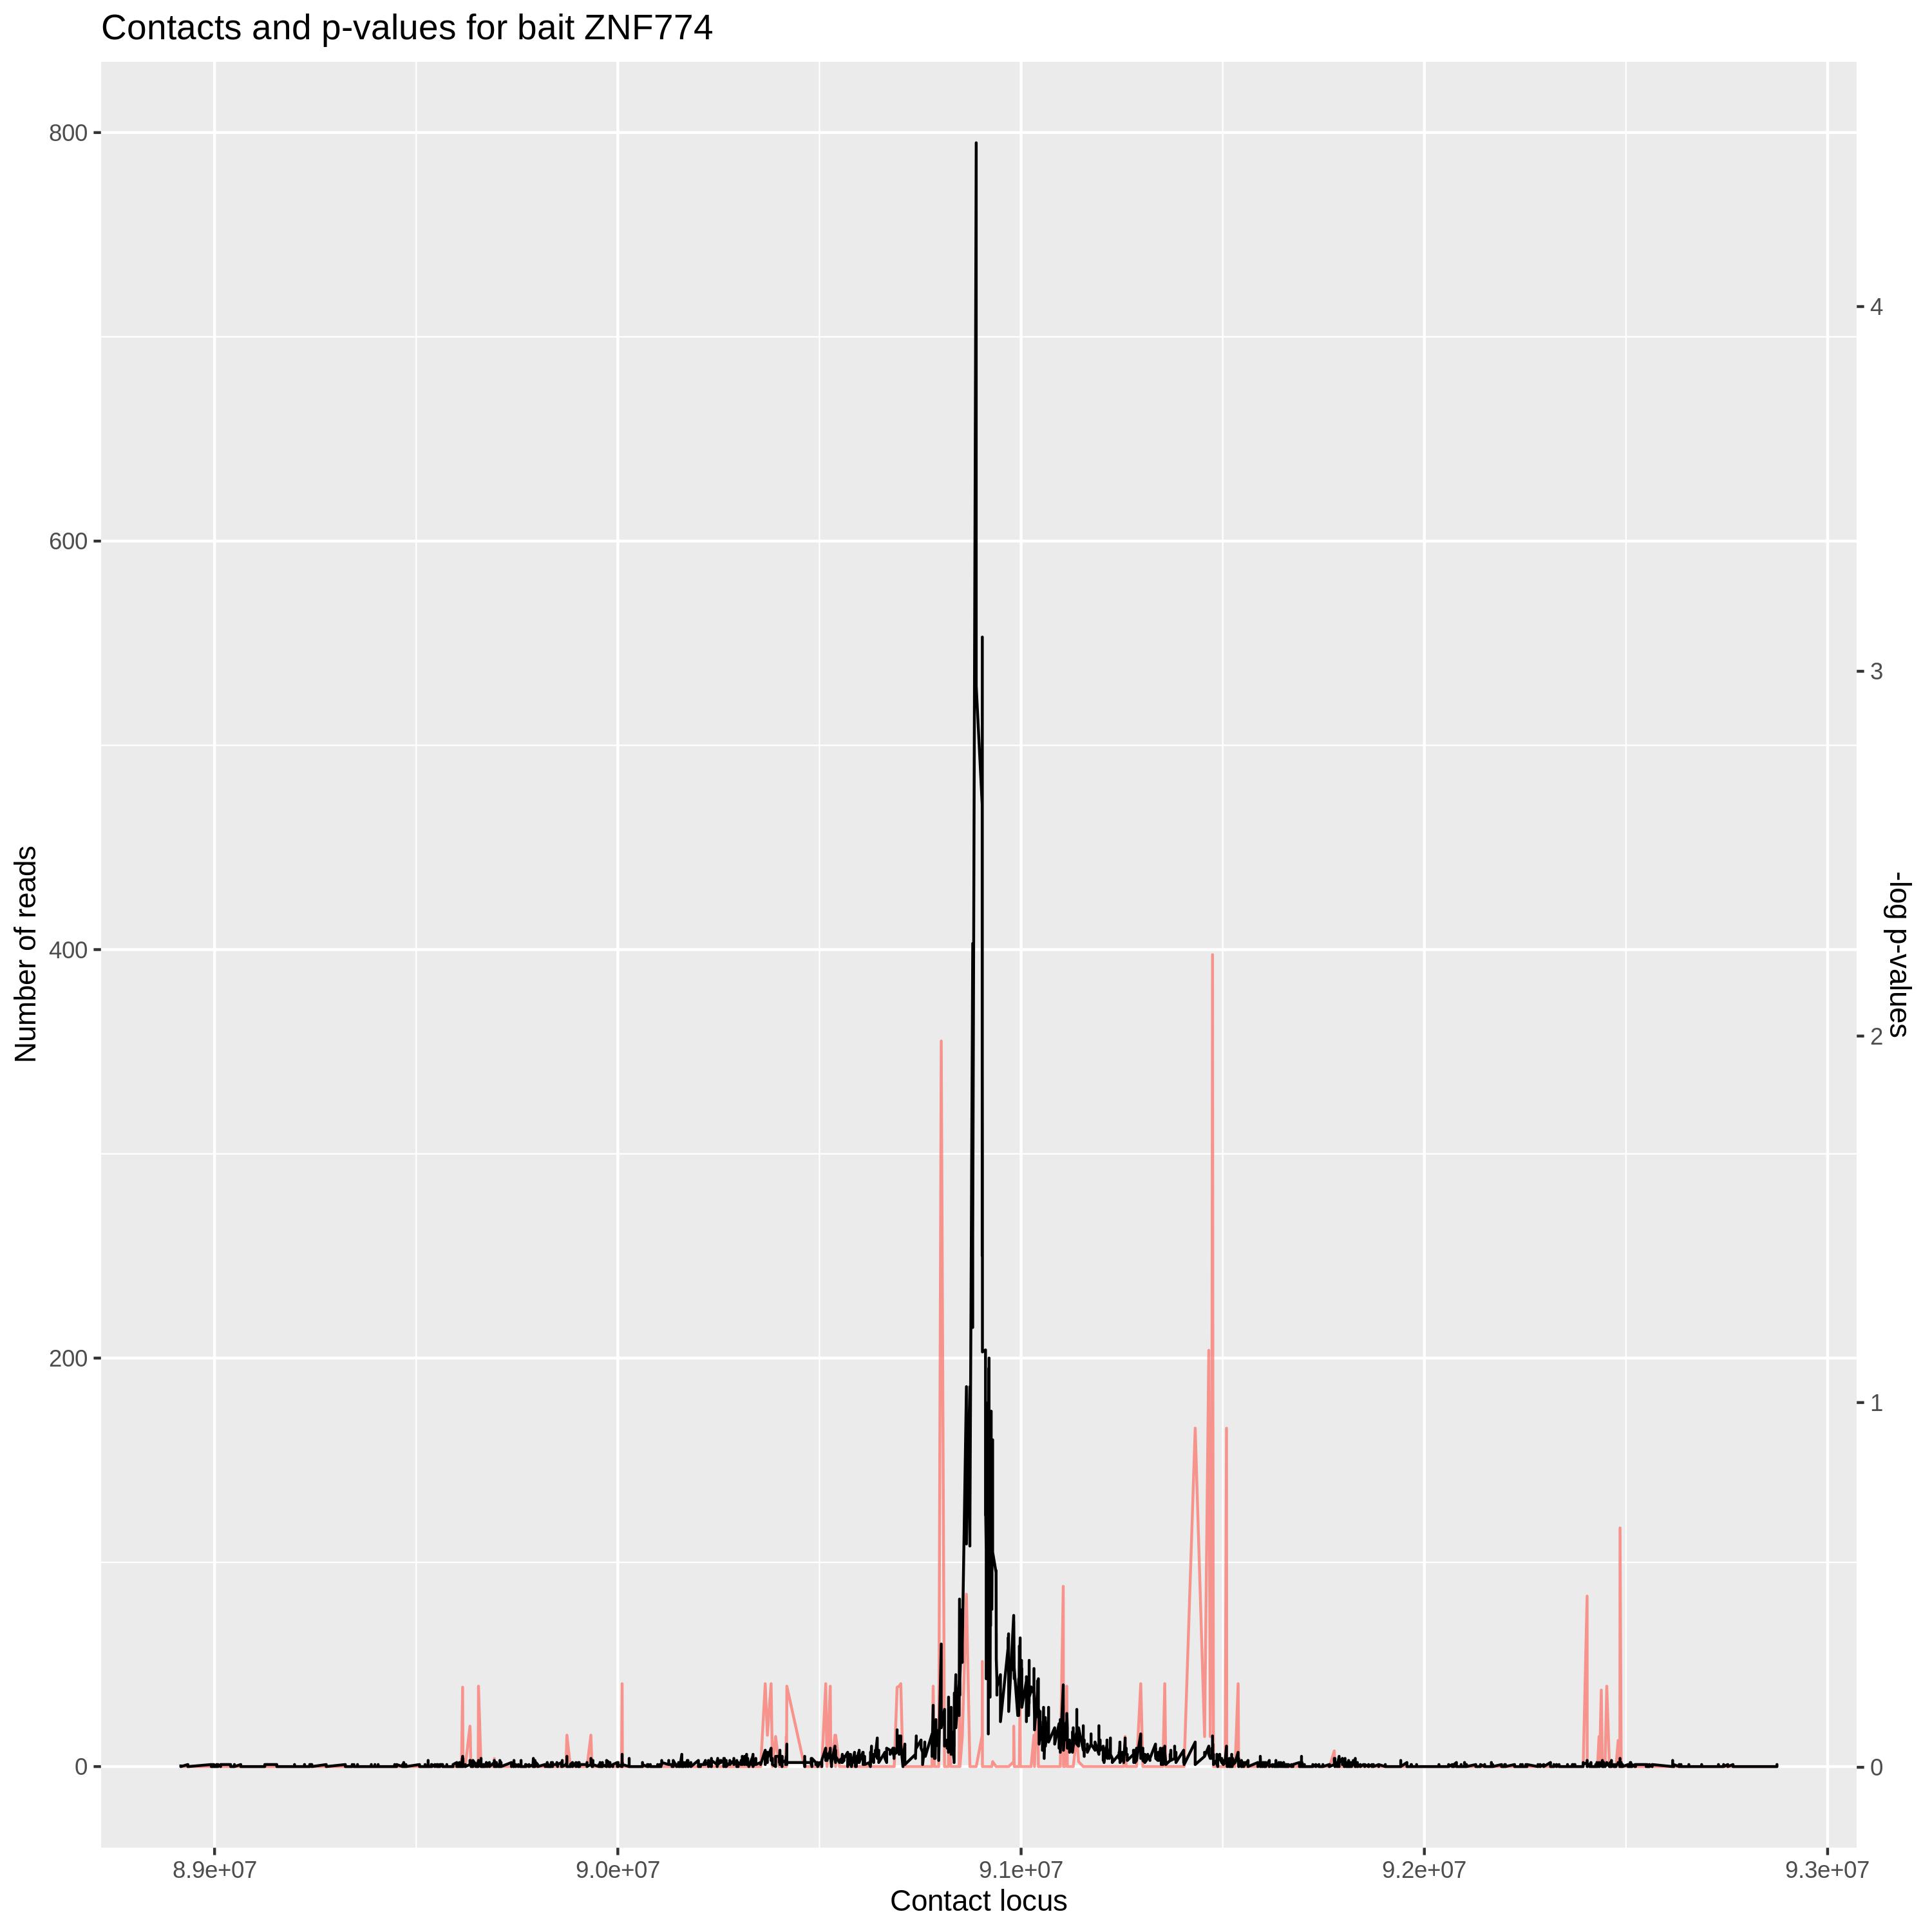 Contacts and p-values for bait ZNF774
800
600
400
200
0
Number of reads
4
3
2
1
0
-log p-values
8.9e+07
9.0e+07
9.1e+07
9.2e+07
9.3e+07
Contact locus